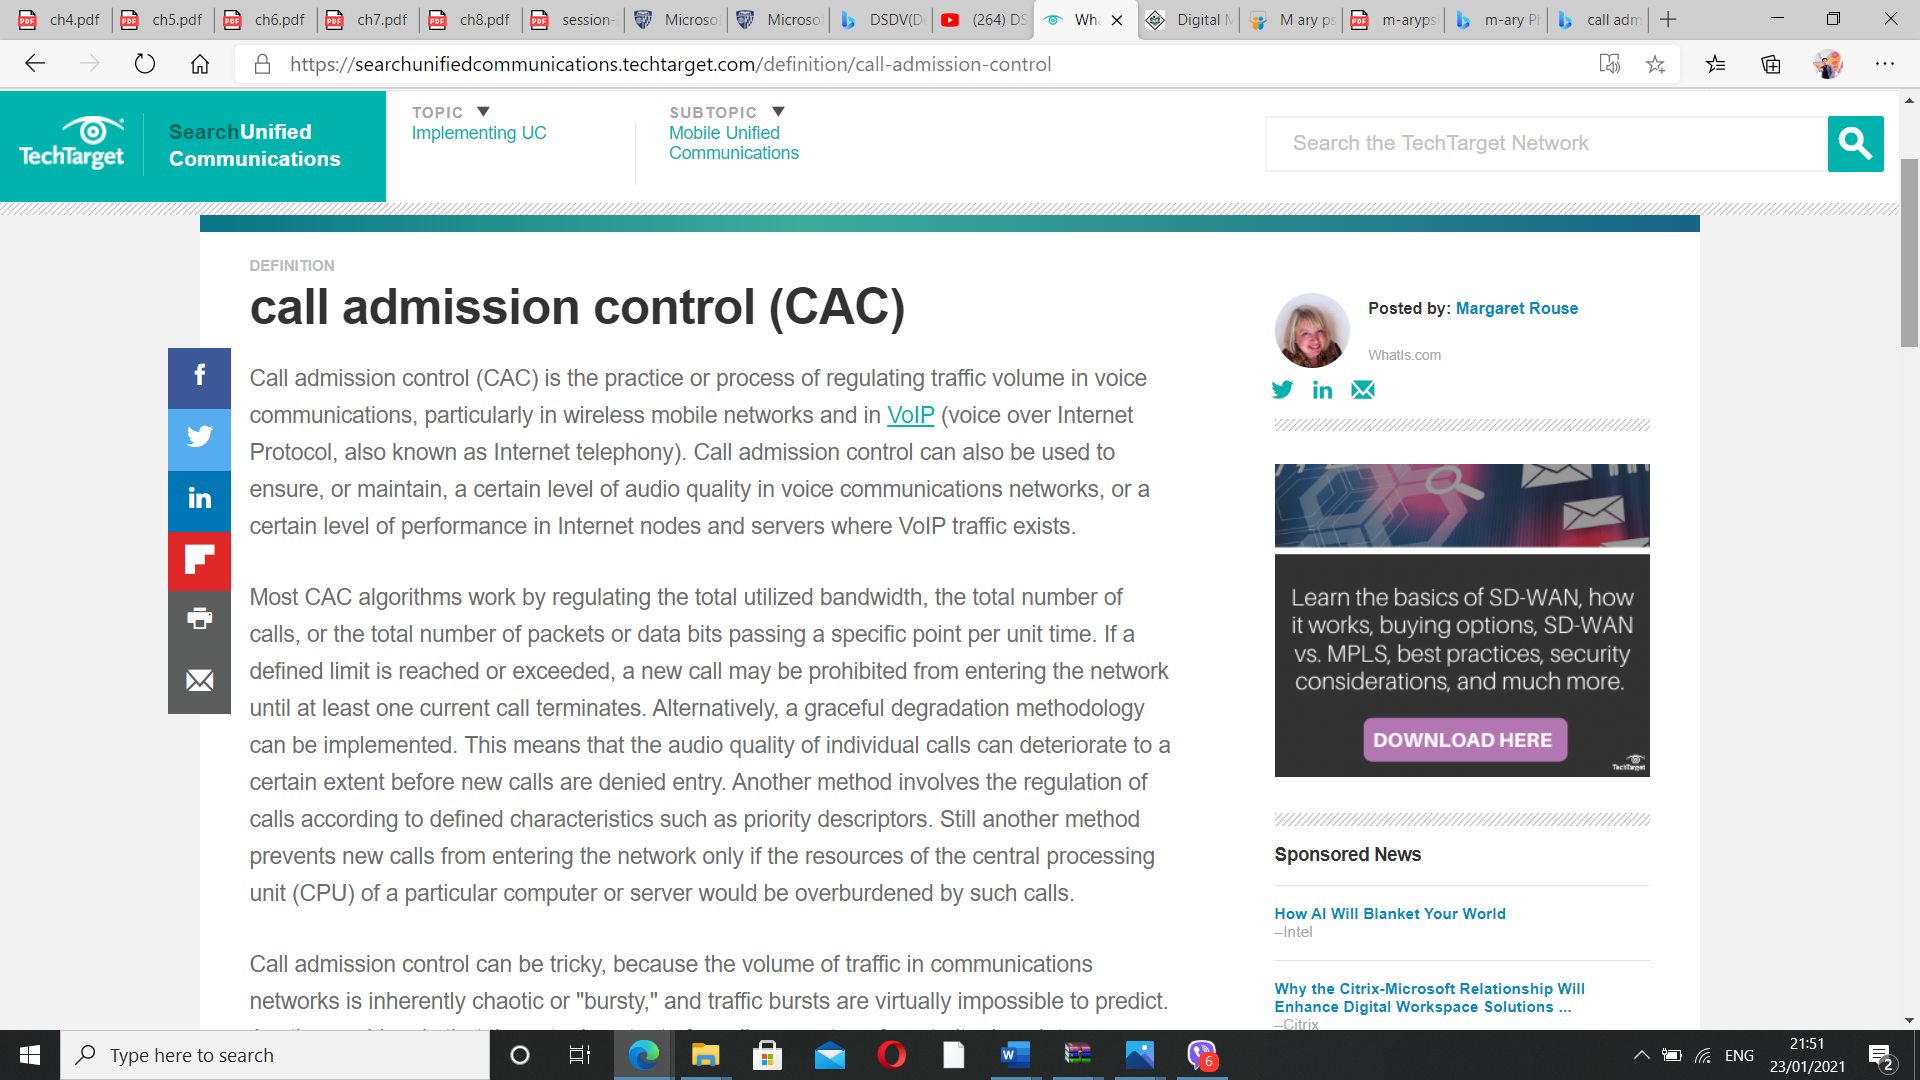 ch4.pdf
ch5.pdf
ch6.pdf
ch7.pdf
ch8.pdf
session-
Microso
Microso
DSDV(D
(264) DS
Wha
Digital M
M ary ps
m-aryps
m-ary P
call adm
https://searchunifiedcommunications.techtarget.com/definition/call-admission-control
TechTarget
SearchUnified
Communications
TOPIC
Implementing UC
SUBTOPIC
Mobile Unified
Communications
Search the TechTarget Network
DEFINITION
call admission control (CAC)
Call admission control (CAC) is the practice or process of regulating traffic volume in voice
communications, particularly in wireless mobile networks and in VoIP (voice over Internet
Protocol, also known as Internet telephony). Call admission control can also be used to
ensure, or maintain, a certain level of audio quality in voice communications networks, or a
certain level of performance in Internet nodes and servers where VoIP traffic exists.
Most CAC algorithms work by regulating the total utilized bandwidth, the total number of
calls, or the total number of packets or data bits passing a specific point per unit time. If a
defined limit is reached or exceeded, a new call may be prohibited from entering the network
until at least one current call terminates. Alternatively, a graceful degradation methodology
can be implemented. This means that the audio quality of individual calls can deteriorate to a
certain extent before new calls are denied entry. Another method involves the regulation of
calls according to defined characteristics such as priority descriptors. Still another method
prevents new calls from entering the network only if the resources of the central processing
unit (CPU) of a particular computer or server would be overburdened by such calls.
Call admission control can be tricky, because the volume of traffic in communications
networks is inherently chaotic or "bursty," and traffic bursts are virtually impossible to predict.
Posted by: Margaret Rouse
WhatIs.com
Learn the basics of SD-WAN, how
it works, buying options, SD-WAN
vs. MPLS, best practices, security
considerations, and much more.
DOWNLOAD HERE
TechTarget
Sponsored News
How AI Will Blanket Your World
–Intel
Why the Citrix-Microsoft Relationship Will
Enhance Digital Workspace Solutions ...
–Citrix
Type here to search
6
ENG
21:51
23/01/2021
2